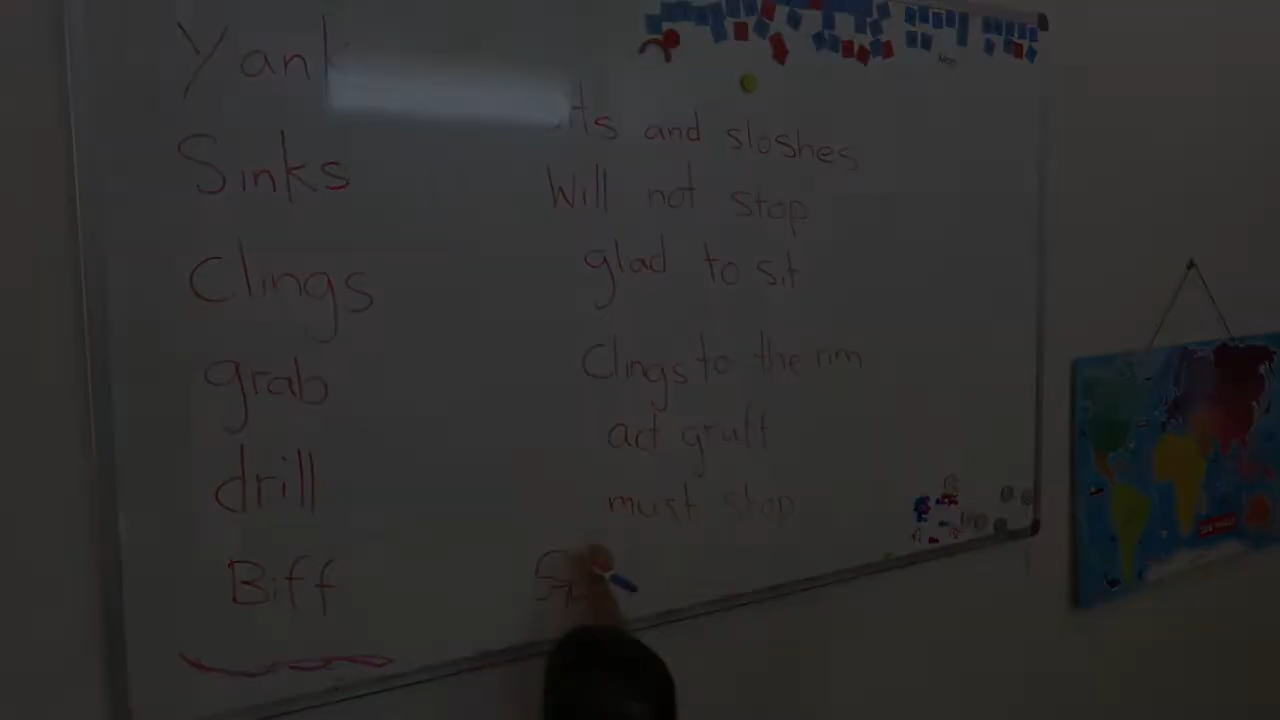 Yank
Sinks
Clings
grab
drill
Biff
and sloshes
Will not stop
glad to sit
Clings to the rim
act gruff
must stop